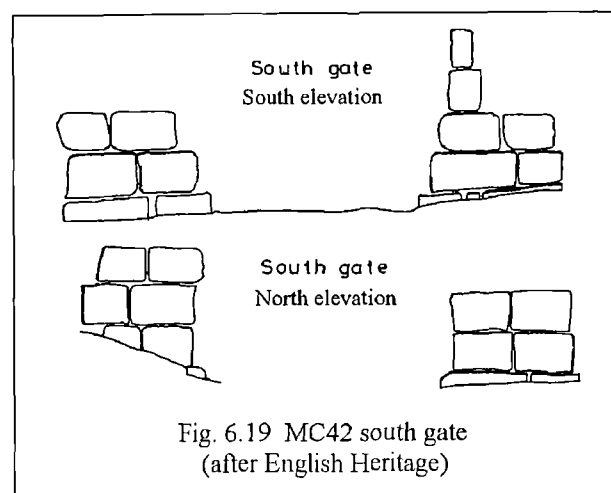 South gate
South elevation
South gate
North elevation
Fig. 6.19 MC42 south gate
(after English Heritage)